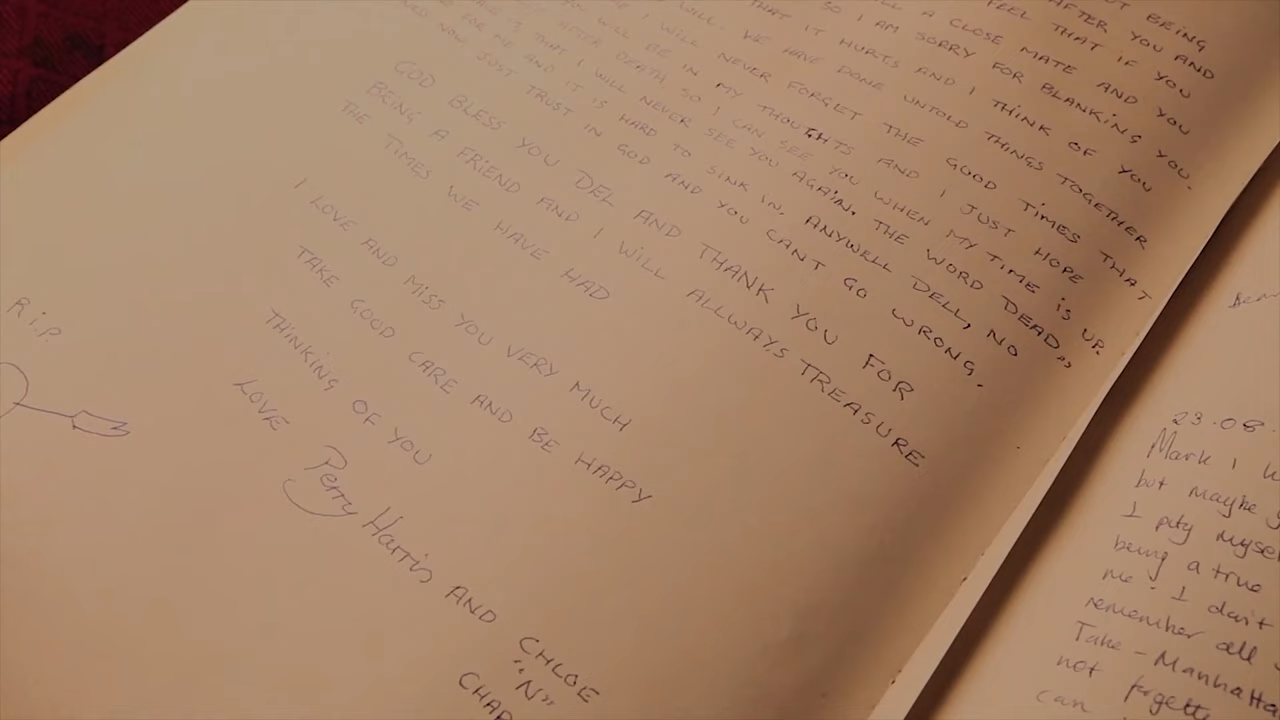 BEING
AFTER YOU AND
FEEL THAT IF YOU
A CLOSE MATE AND YOU
SO I AM SORRY FOR BLANKING YOU.
THAT IT HURTS AND I THINK OF YOU
WILL. WE HAVE DONE UNTOLD THINGS TOGETHER
I WILL NEVER FORGET THE GOOD TIMES THAT
YOU WILL BE IN MY THOUGHTS AND I JUST HOPE
AFTER DEATH, SO I CAN SEE YOU WHEN MY TIME IS UP.
THAT I WILL NEVER SEE YOU AGAIN. THE WORD DEAD"
FOR ME AND IT IS HARD TO SINK IN. ANYWELL DELL, NO
NOW JUST TRUST IN GOD AND YOU CANT GO WRONG.
GOD BLESS YOU DEL AND THANK YOU FOR
BEING A FRIEND AND I WILL ALLWAYS TREASURE
THE TIMES WE HAVE HAD
I LOVE AND MISS YOU VERY MUCH
TAKE GOOD CARE AND BE HAPPY
THINKING OF YOU
LOVE Perry Harris AND CHLOE
"N"
R.i.P.
23.08.
Mark, I
but maybe
I pity
being a true
me. I don't
remember all
Take - 
not
can